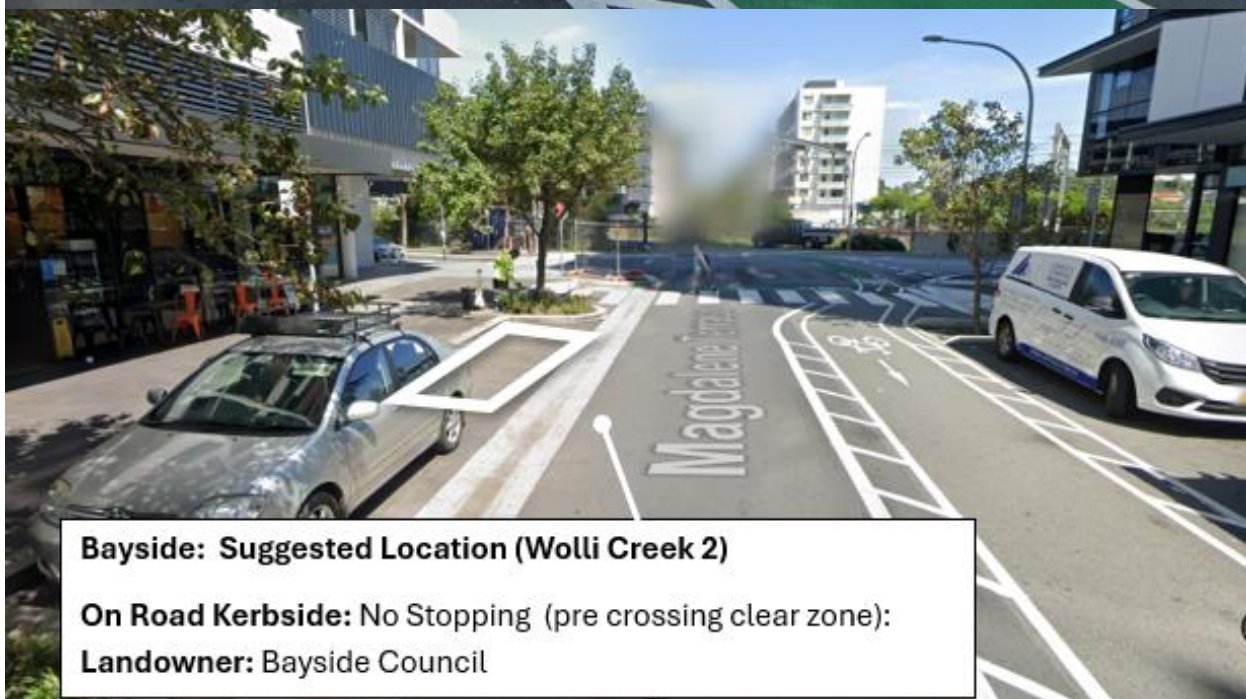 Magdalene Terrace
Bayside: Suggested Location (Wolli Creek 2)
On Road Kerbside: No Stopping (pre crossing clear zone):
Landowner: Bayside Council